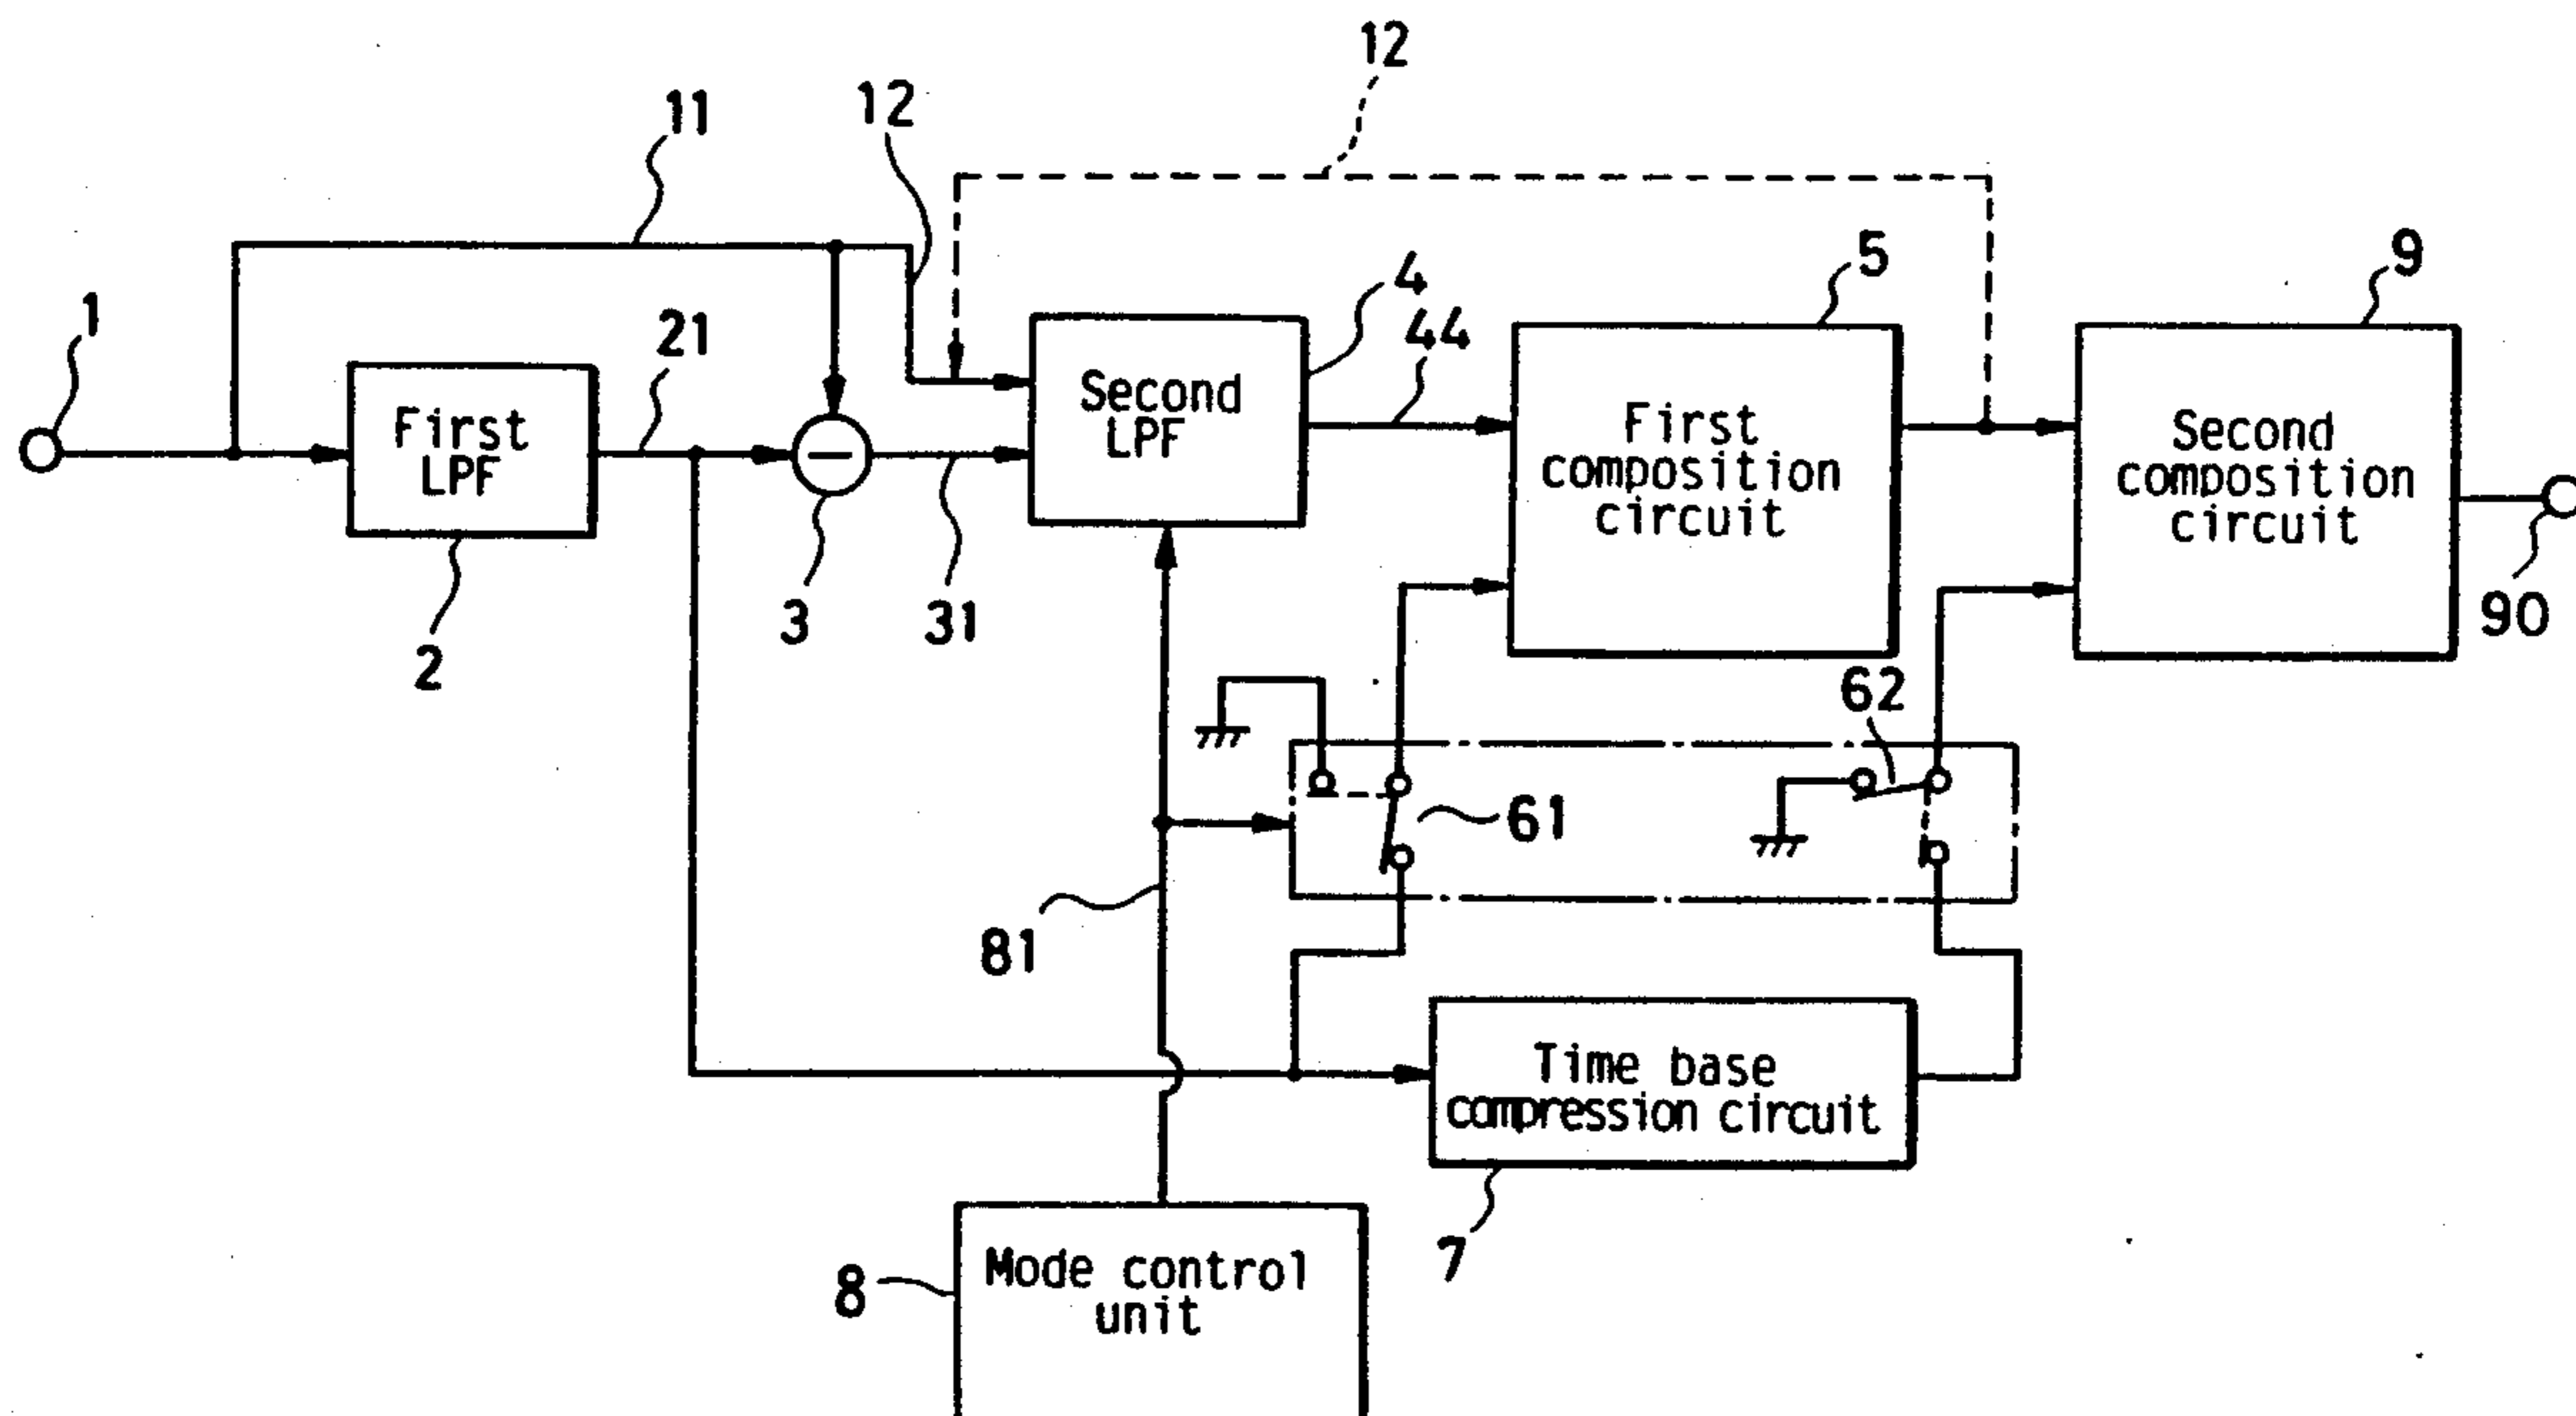 12
12
11
1
21
4
44
5
9
First
LPF
Second
LPF
First
composition
circuit
Second
composition
circuit
2
3
31
90
62
61
81
Time base
compression circuit
7
8
Mode control
unit